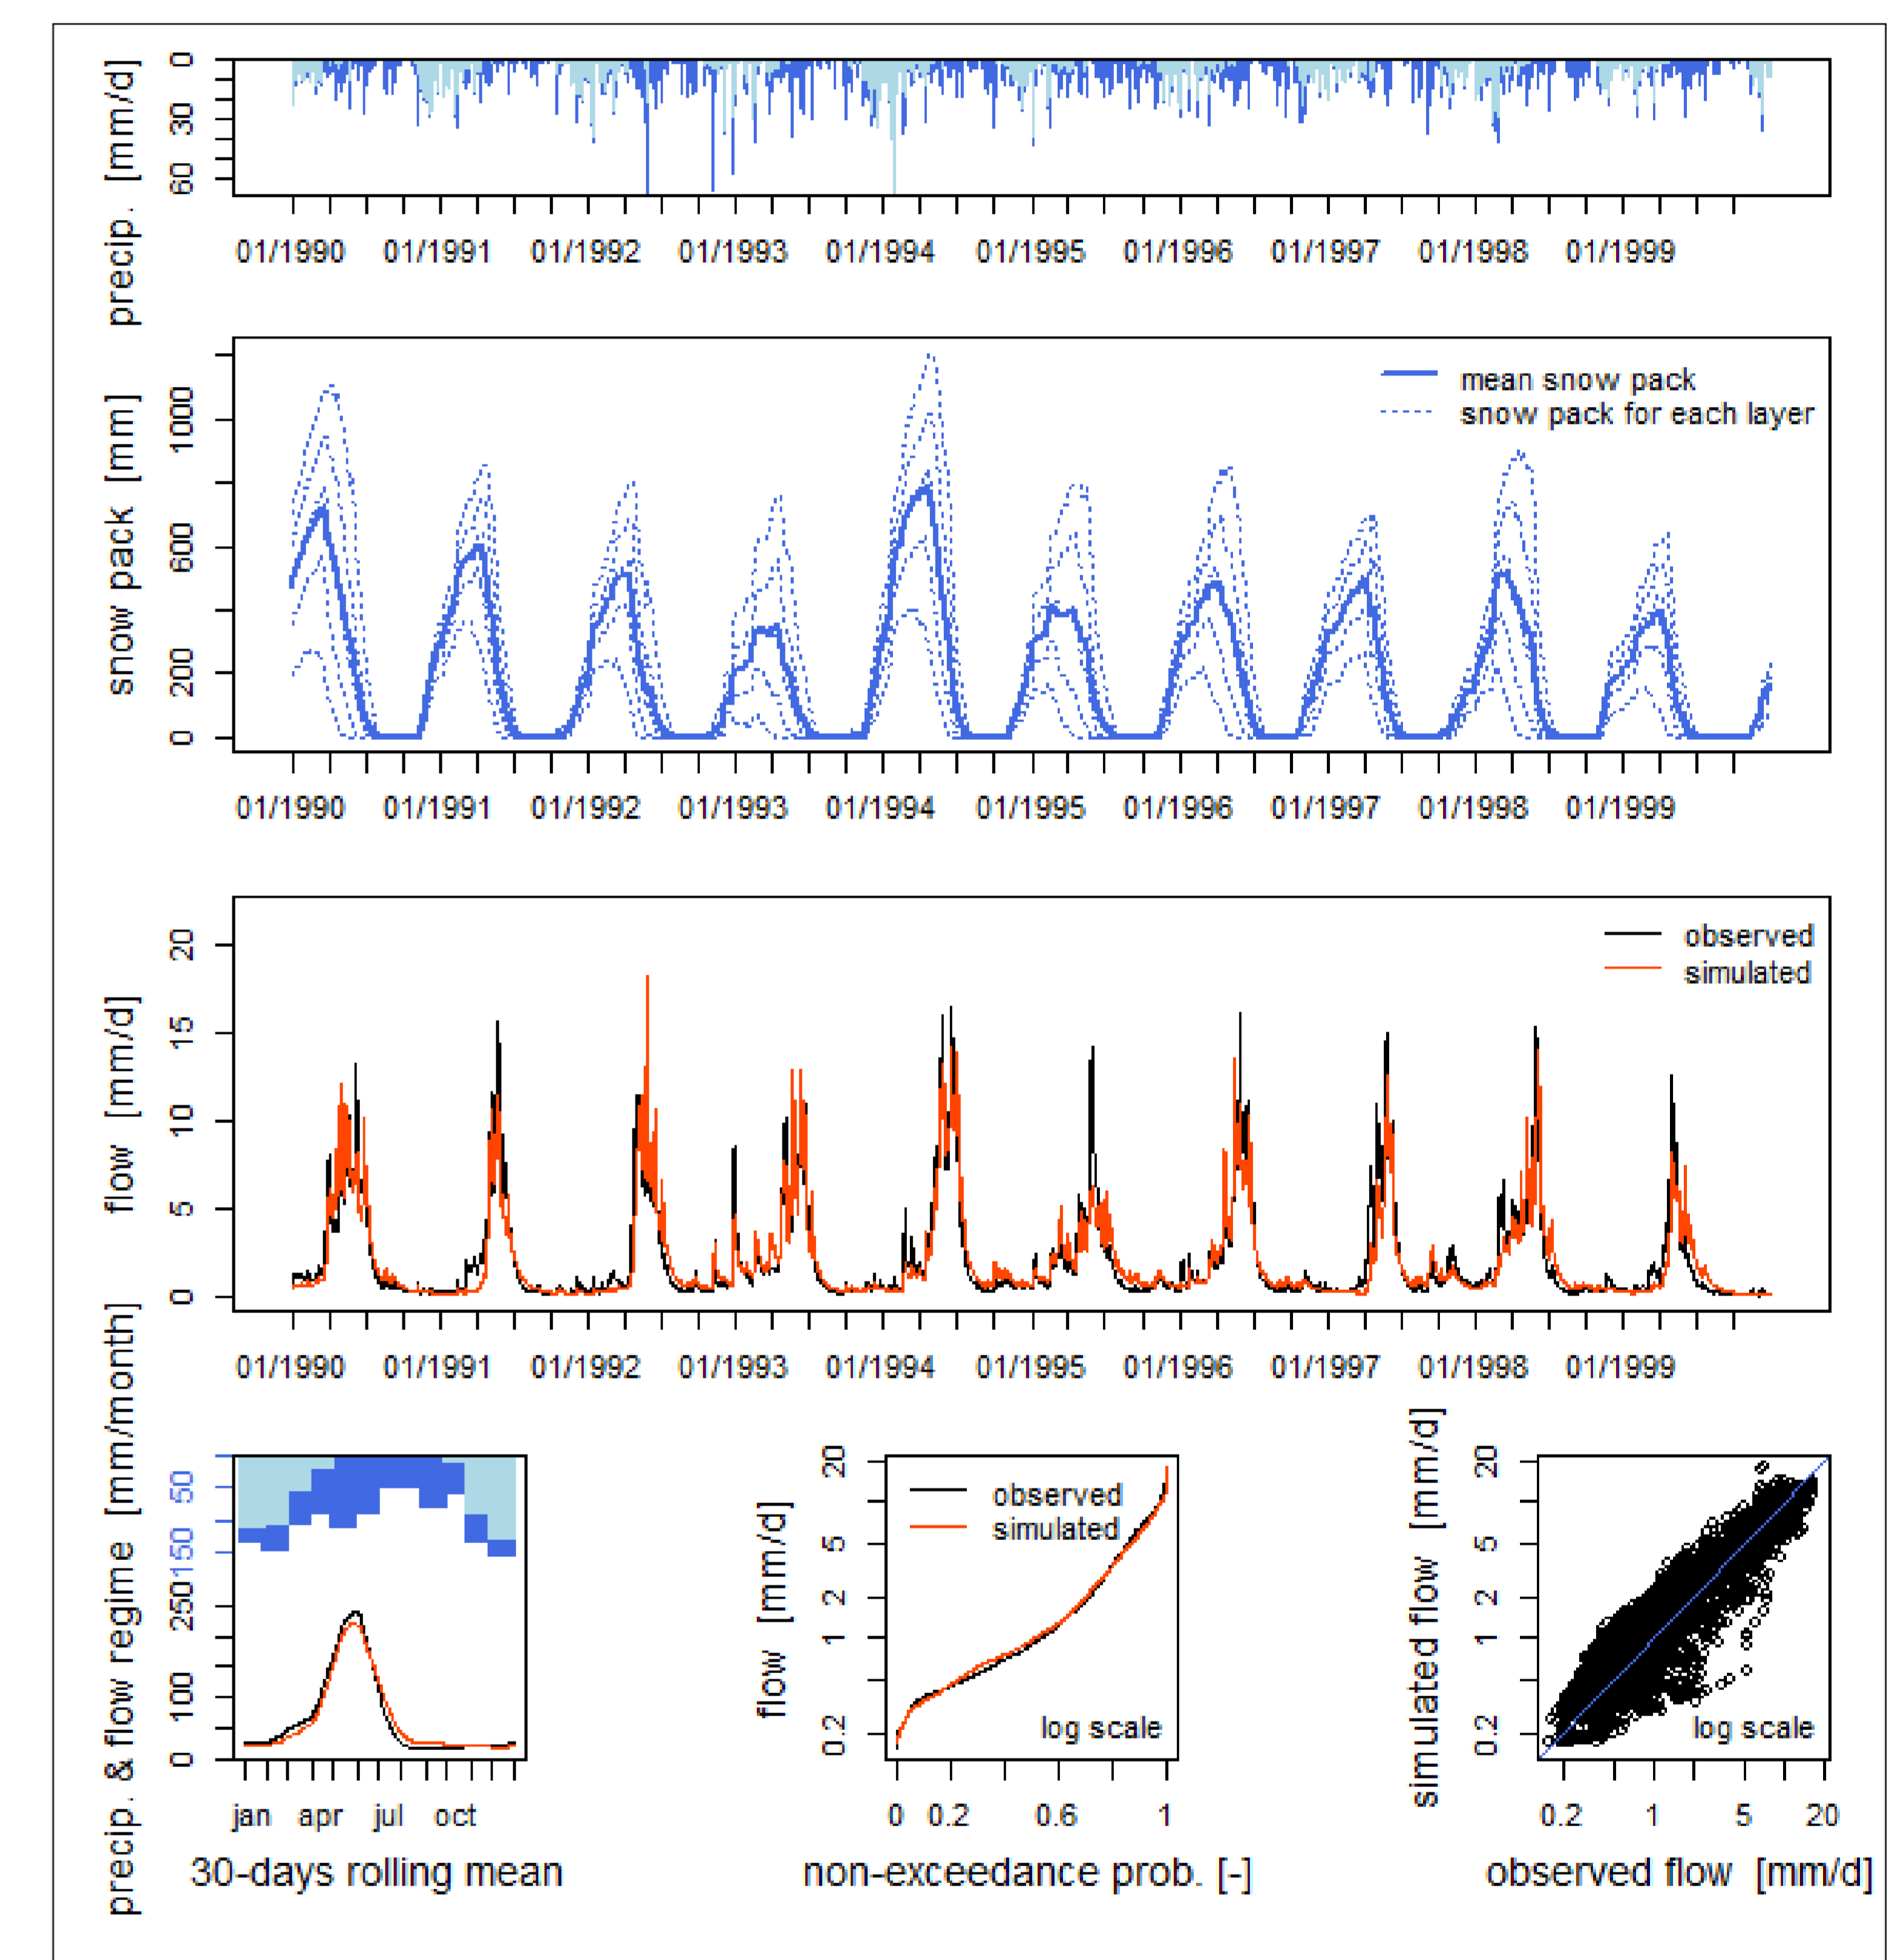 precip. [mm/d]
0
30
60
01/1990 01/1991 01/1992 01/1993 01/1994 01/1995 01/1996 01/1997 01/1998 01/1999
snow pack [mm]
1000
600
200
0
mean snow pack
snow pack for each layer
01/1990 01/1991 01/1992 01/1993 01/1994 01/1995 01/1996 01/1997 01/1998 01/1999
flow [mm/d]
20
15
10
5
0
observed
simulated
01/1990 01/1991 01/1992 01/1993 01/1994 01/1995 01/1996 01/1997 01/1998 01/1999
precip. & flow regime [mm/month]
50
150
250
100
0
jan apr jul oct
30-days rolling mean
flow [mm/d]
20
5
2
1
0.2
observed
simulated
log scale
0 0.2 0.6 1
non-exceedance prob. [-]
simulated flow [mm/d]
20
5
2
1
0.2
log scale
0.2 1 5 20
observed flow [mm/d]